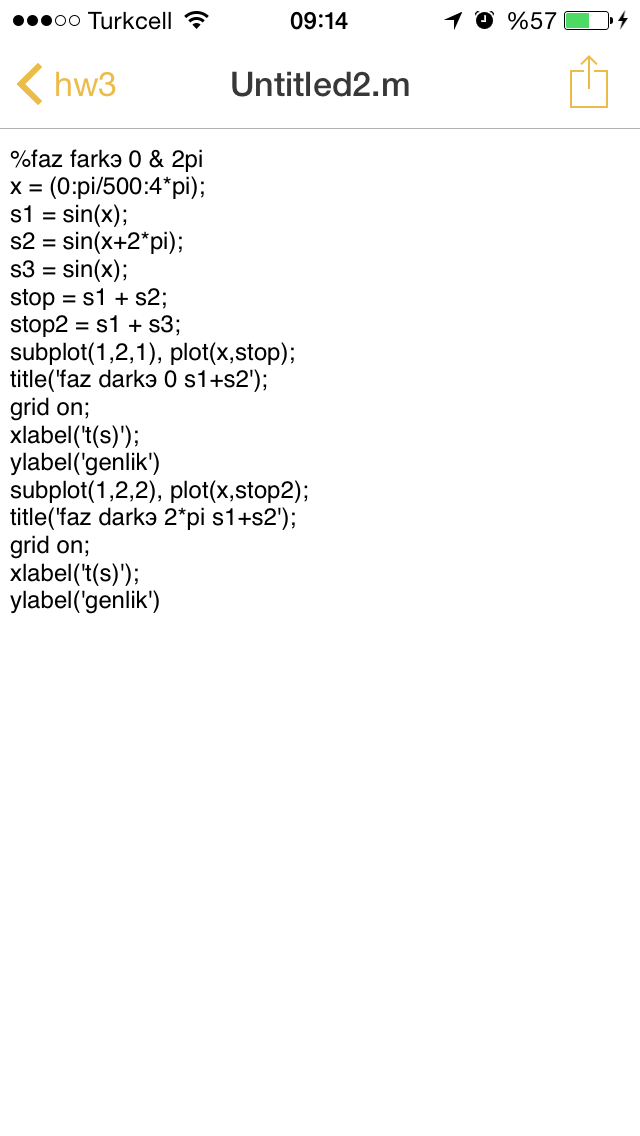 Turkcell 09:14 %57
hw3 Untitled2.m
%faz farkэ 0 & 2pi
x = (0:pi/500:4*pi);
s1 = sin(x);
s2 = sin(x+2*pi);
s3 = sin(x);
stop = s1 + s2;
stop2 = s1 + s3;
subplot(1,2,1), plot(x,stop);
title('faz darkэ 0 s1+s2');
grid on;
xlabel('t(s)');
ylabel('genlik')
subplot(1,2,2), plot(x,stop2);
title('faz darkэ 2*pi s1+s2');
grid on;
xlabel('t(s)');
ylabel('genlik')